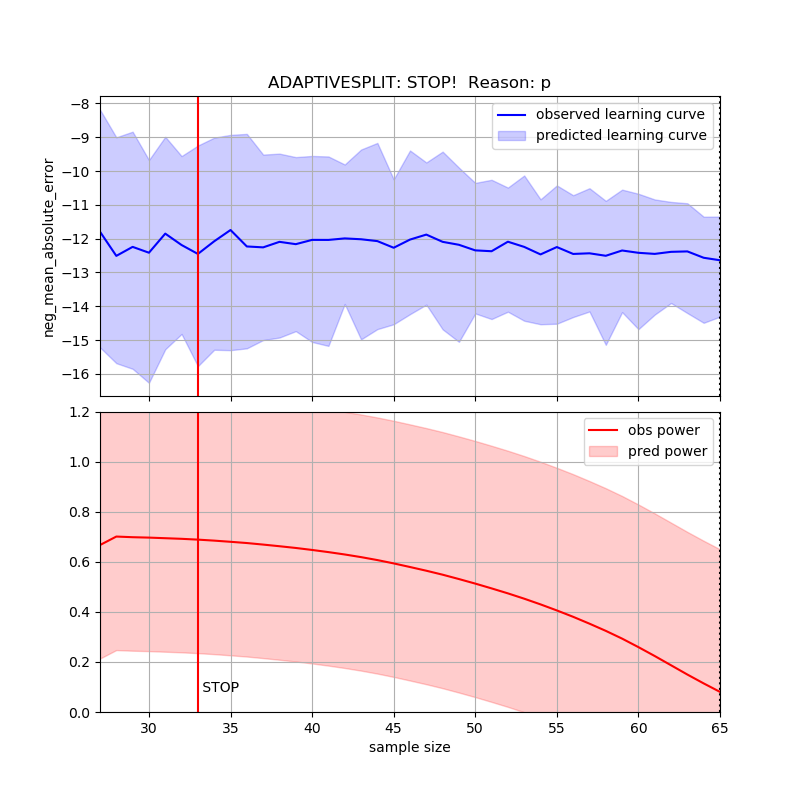 ADAPTIVESPLIT: STOP!  Reason: p
observed learning curve
predicted learning curve
neg_mean_absolute_error
−8
−9
−10
−11
−12
−13
−14
−15
−16
obs power
pred power
1.2
1.0
0.8
0.6
0.4
0.2
0.0
STOP
30 35 40 45 50 55 60 65
sample size